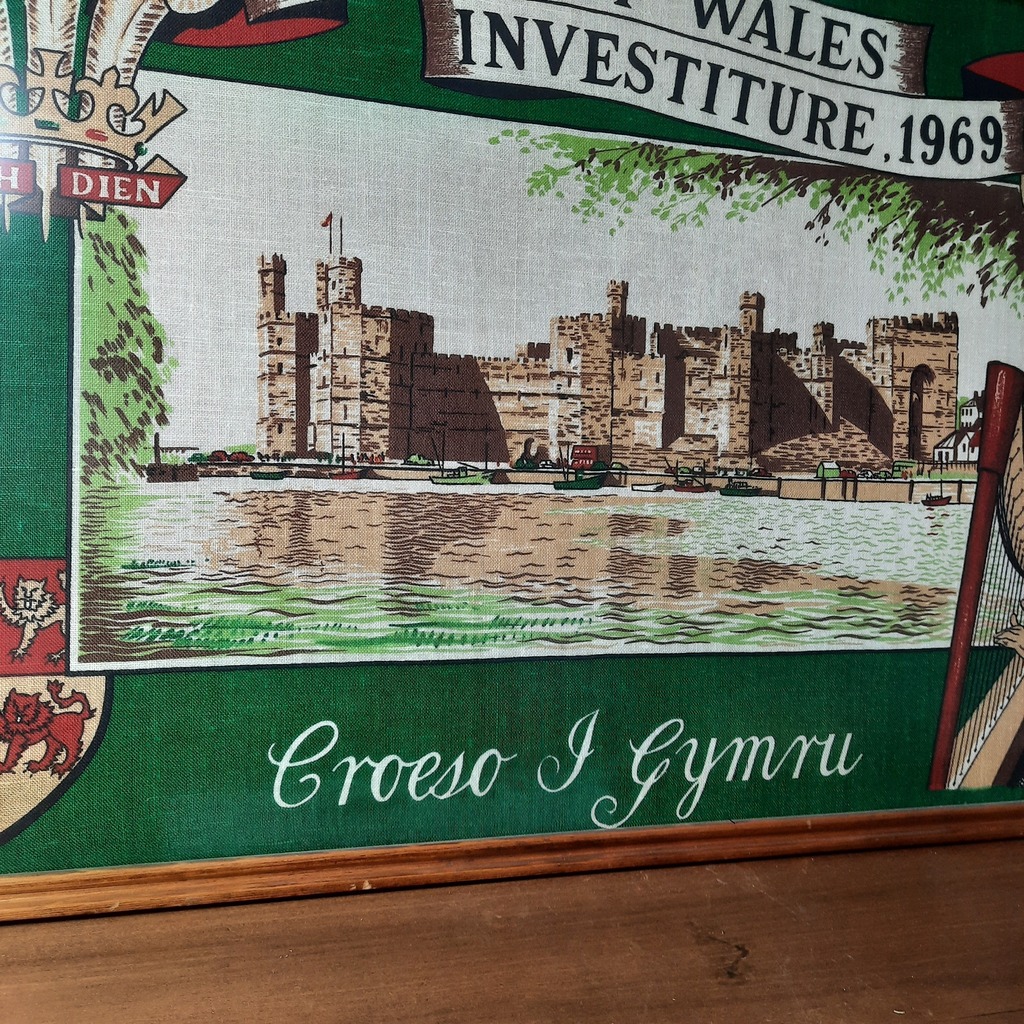 WALES
INVESTITURE, 1969
H DIEN
Croeso I Gymru